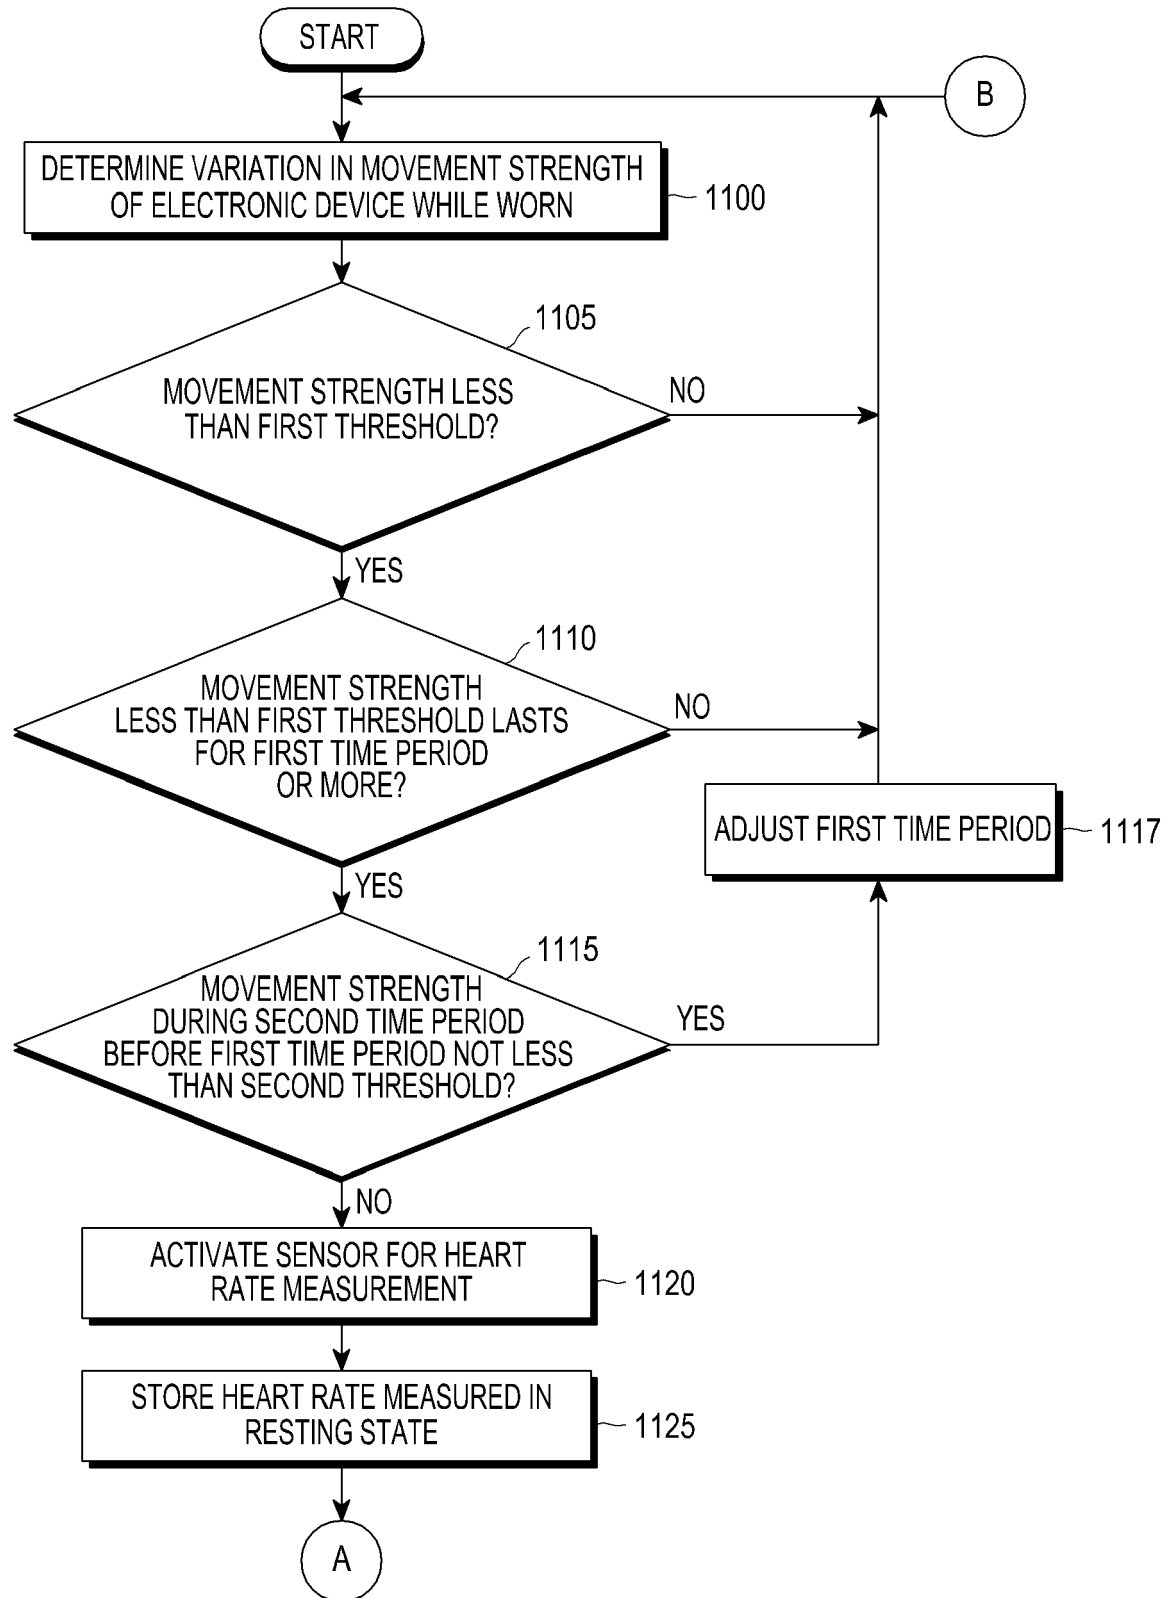 START
B
DETERMINE VARIATION IN MOVEMENT STRENGTH
OF ELECTRONIC DEVICE WHILE WORN
1100
1105
MOVEMENT STRENGTH LESS
THAN FIRST THRESHOLD?
NO
YES
1110
MOVEMENT STRENGTH
LESS THAN FIRST THRESHOLD LASTS
FOR FIRST TIME PERIOD
OR MORE?
NO
ADJUST FIRST TIME PERIOD
1117
YES
1115
MOVEMENT STRENGTH
DURING SECOND TIME PERIOD
BEFORE FIRST TIME PERIOD NOT LESS
THAN SECOND THRESHOLD?
YES
NO
ACTIVATE SENSOR FOR HEART
RATE MEASUREMENT
1120
STORE HEART RATE MEASURED IN
RESTING STATE
1125
A